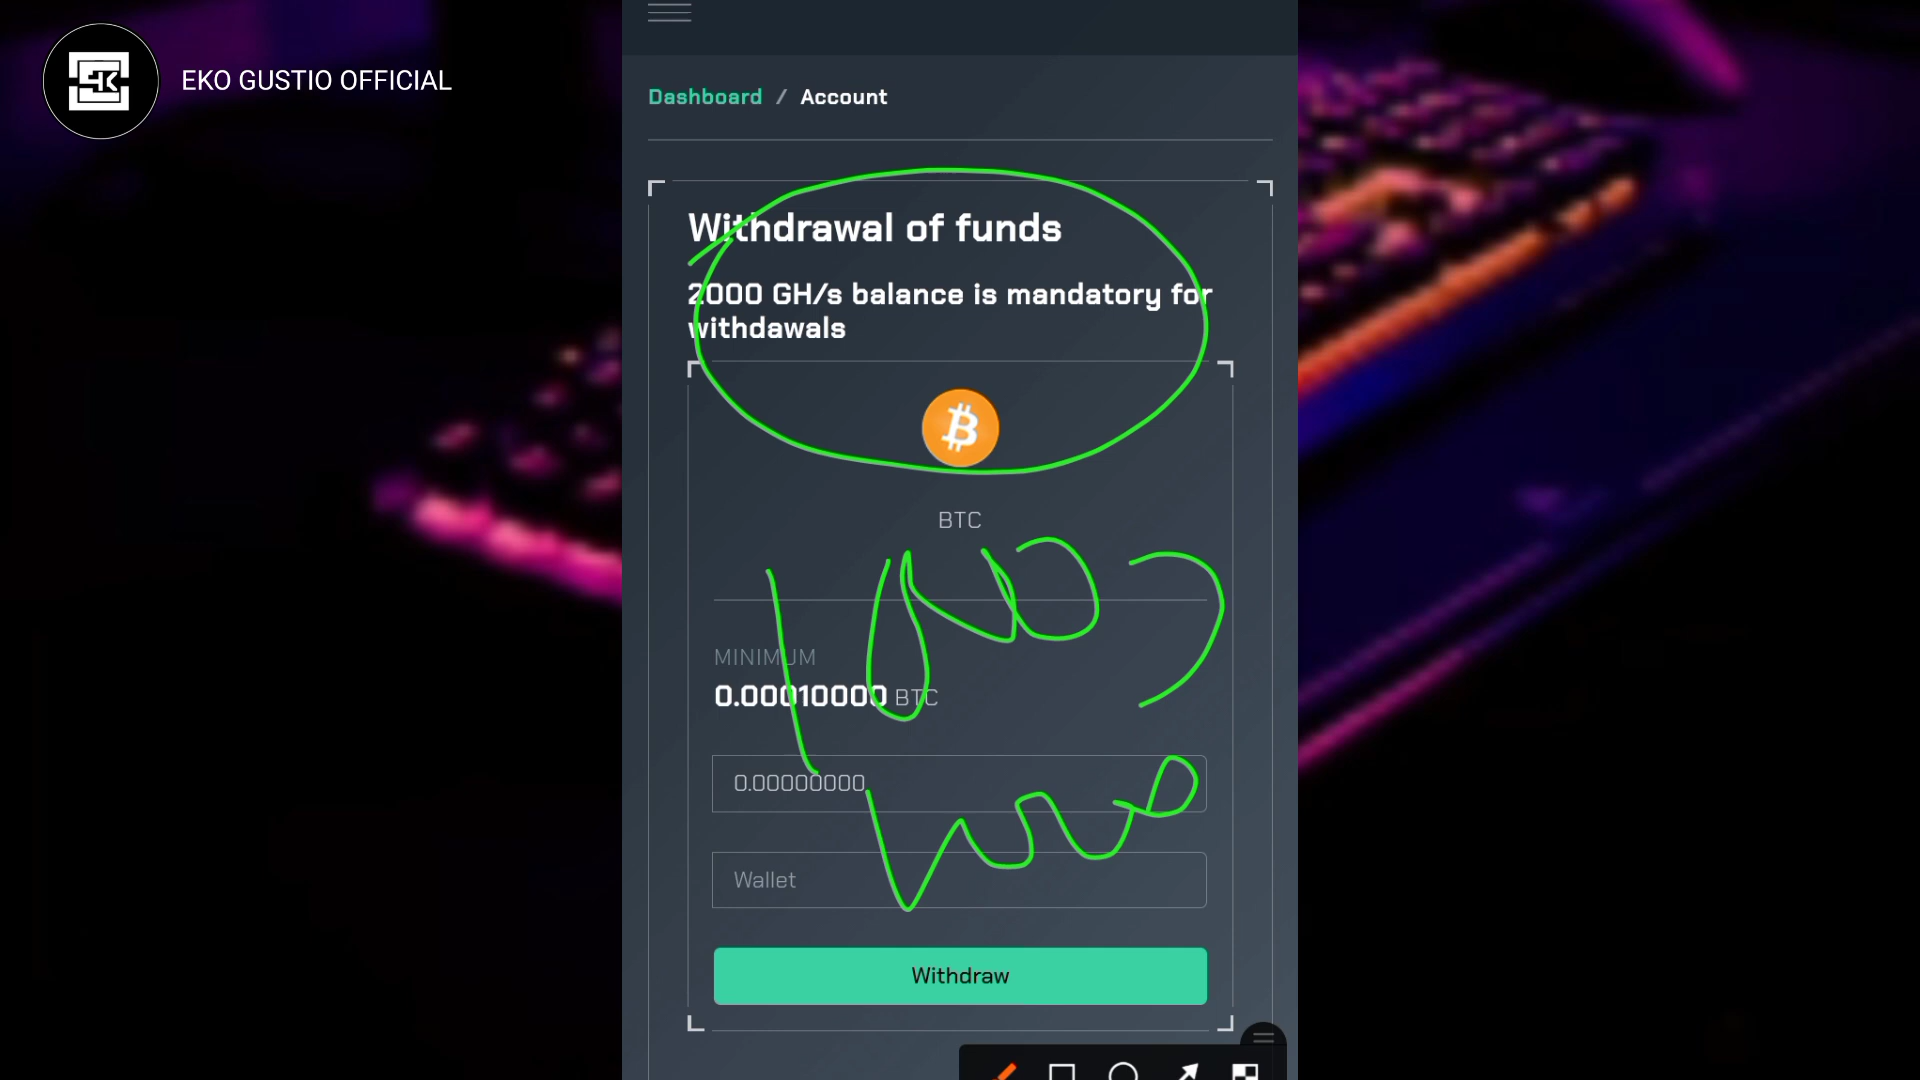 EKO GUSTIO OFFICIAL
Dashboard / Account
Withdrawal of funds
2000 GH/s balance is mandatory for
withdawals
BTC
MINIMUM
0.00010000 BTC
0.00000000
Wallet
Withdraw